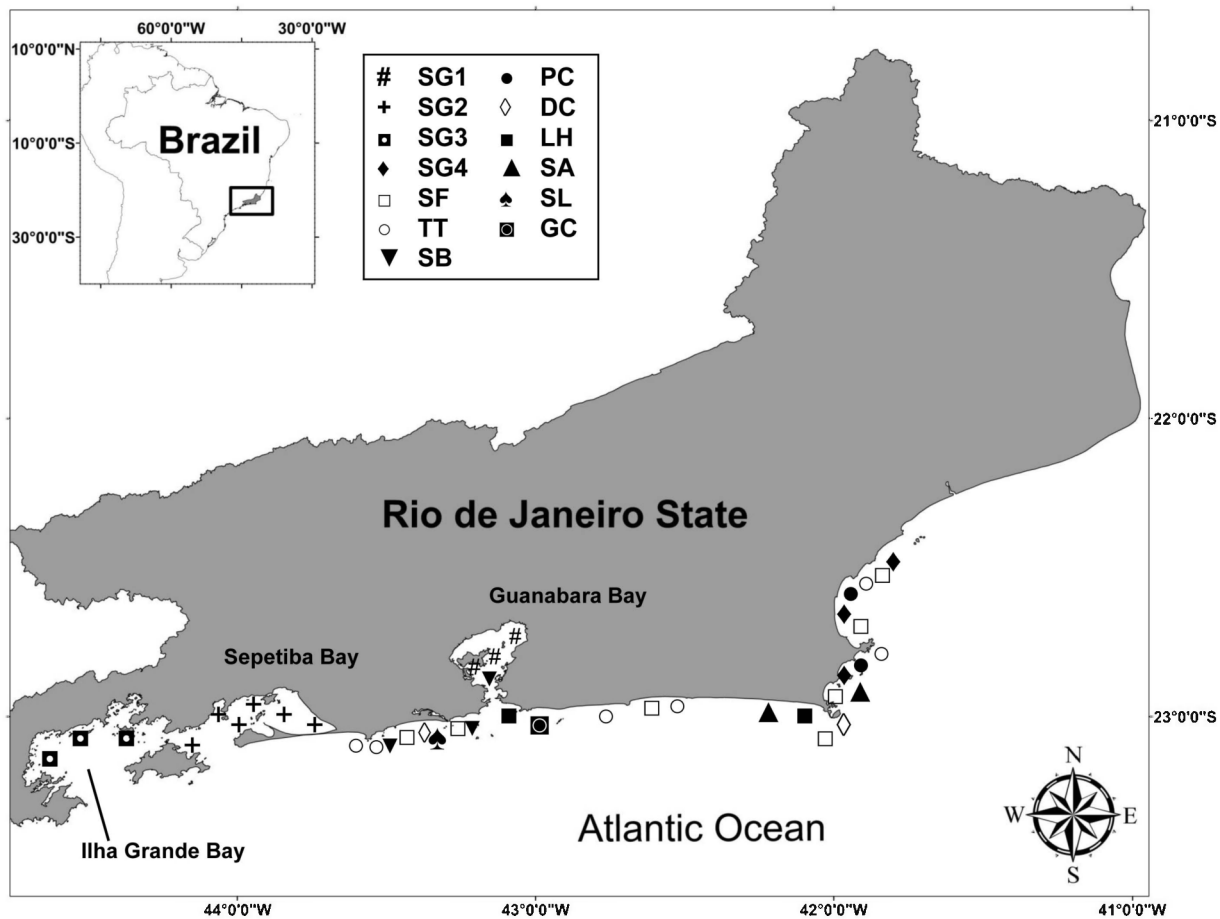 60°0'0"W 30°0'0"W
10°0'0"N
10°0'0"S
30°0'0"S
Brazil
# SG1 PC
SG2 DC
SG3 LH
SG4 SA
SF SL
TT GC
SB
21°0'0"S
22°0'0"S
23°0'0"S
Rio de Janeiro State
Guanabara Bay
Sepetiba Bay
# # #
Ilha Grande Bay
Atlantic Ocean
N
W E
S
44°0'0"W 43°0'0"W 42°0'0"W 41°0'0"W